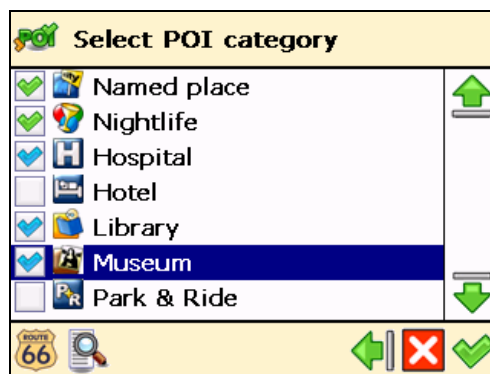 POI Select POI category
Named place
Nightlife
H Hospital
Hotel
Library
Museum
P R Park & Ride
ROUTE
66